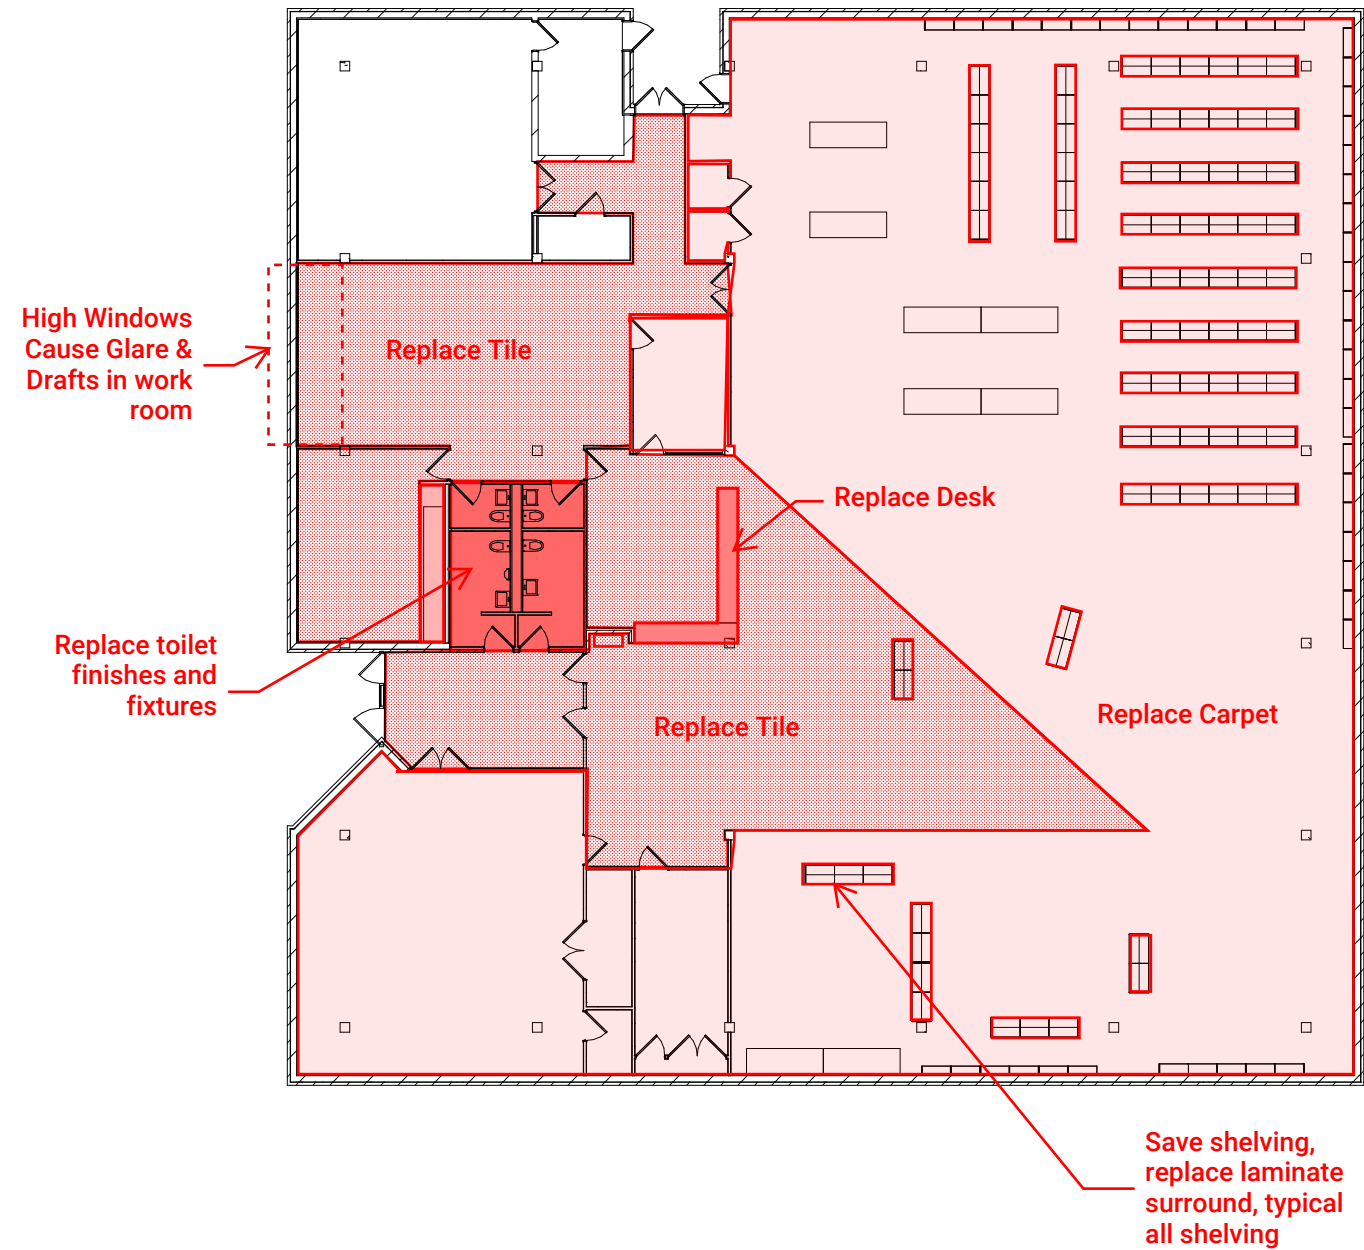 High Windows
Cause Glare &
Drafts in work
room
Replace Tile
Replace Desk
Replace toilet
finishes and
fixtures
Replace Tile
Replace Carpet
Save shelving,
replace laminate
surround, typical
all shelving